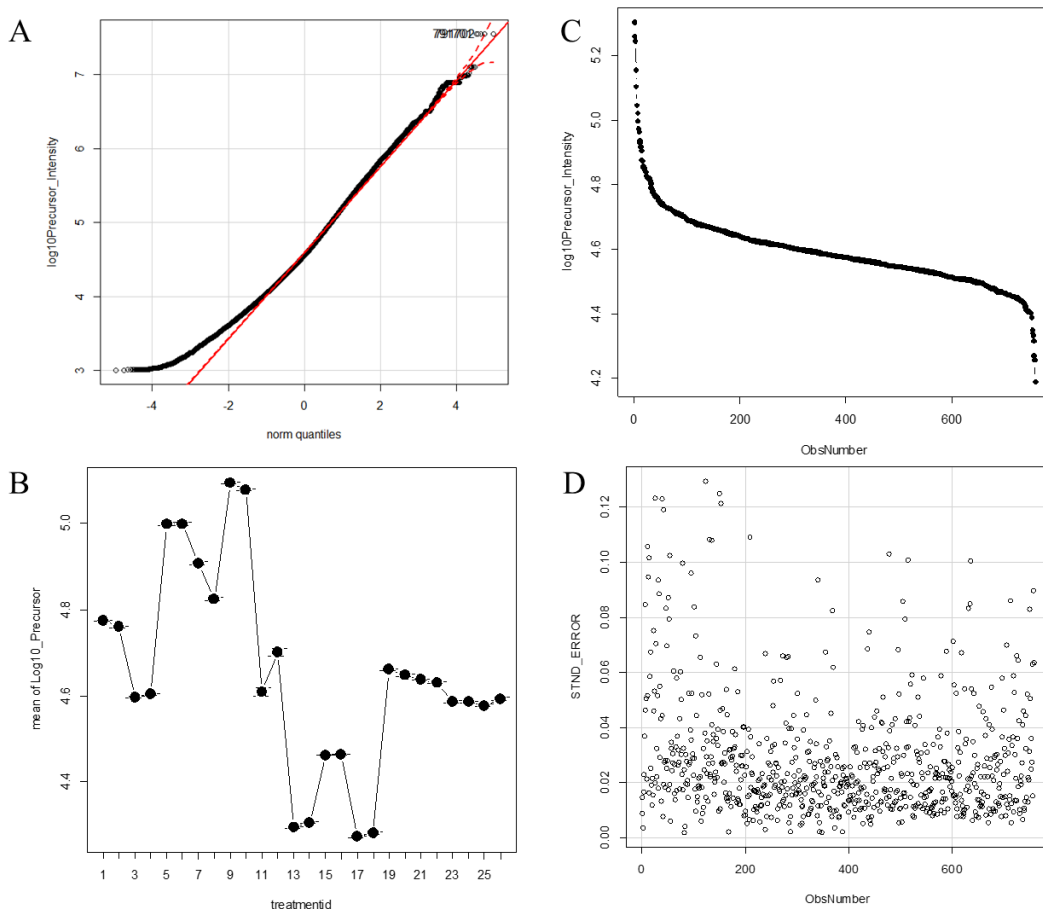 A
log10Precursor_Intensity
7
6
5
4
3
-4 -2 0 2 4
norm quantiles
B
mean of Log10_Precursor
5.0
4.8
4.6
4.4
1 3 5 7 9 11 13 15 17 19 21 23 25
treatmentid
C
log10Precursor_Intensity
5.2
5.0
4.8
4.6
4.4
4.2
0 200 400 600
ObsNumber
D
STND_ERROR
0.12
0.10
0.08
0.06
0.04
0.02
0.00
0 200 400 600
ObsNumber